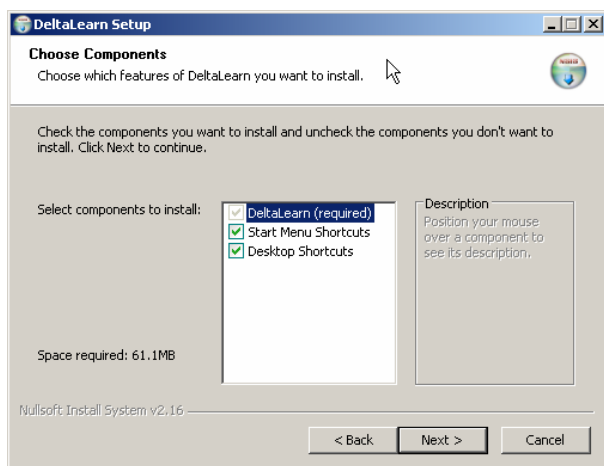 DeltaLearn Setup
Choose Components
Choose which features of DeltaLearn you want to install.
Check the components you want to install and uncheck the components you don't want to
install. Click Next to continue.
Select components to install:
DeltaLearn (required)
Start Menu Shortcuts
Desktop Shortcuts
Description
Position your mouse
over a component to
see its description.
Space required: 61.1MB
Nullsoft Install System v2.16
< Back
Next >
Cancel